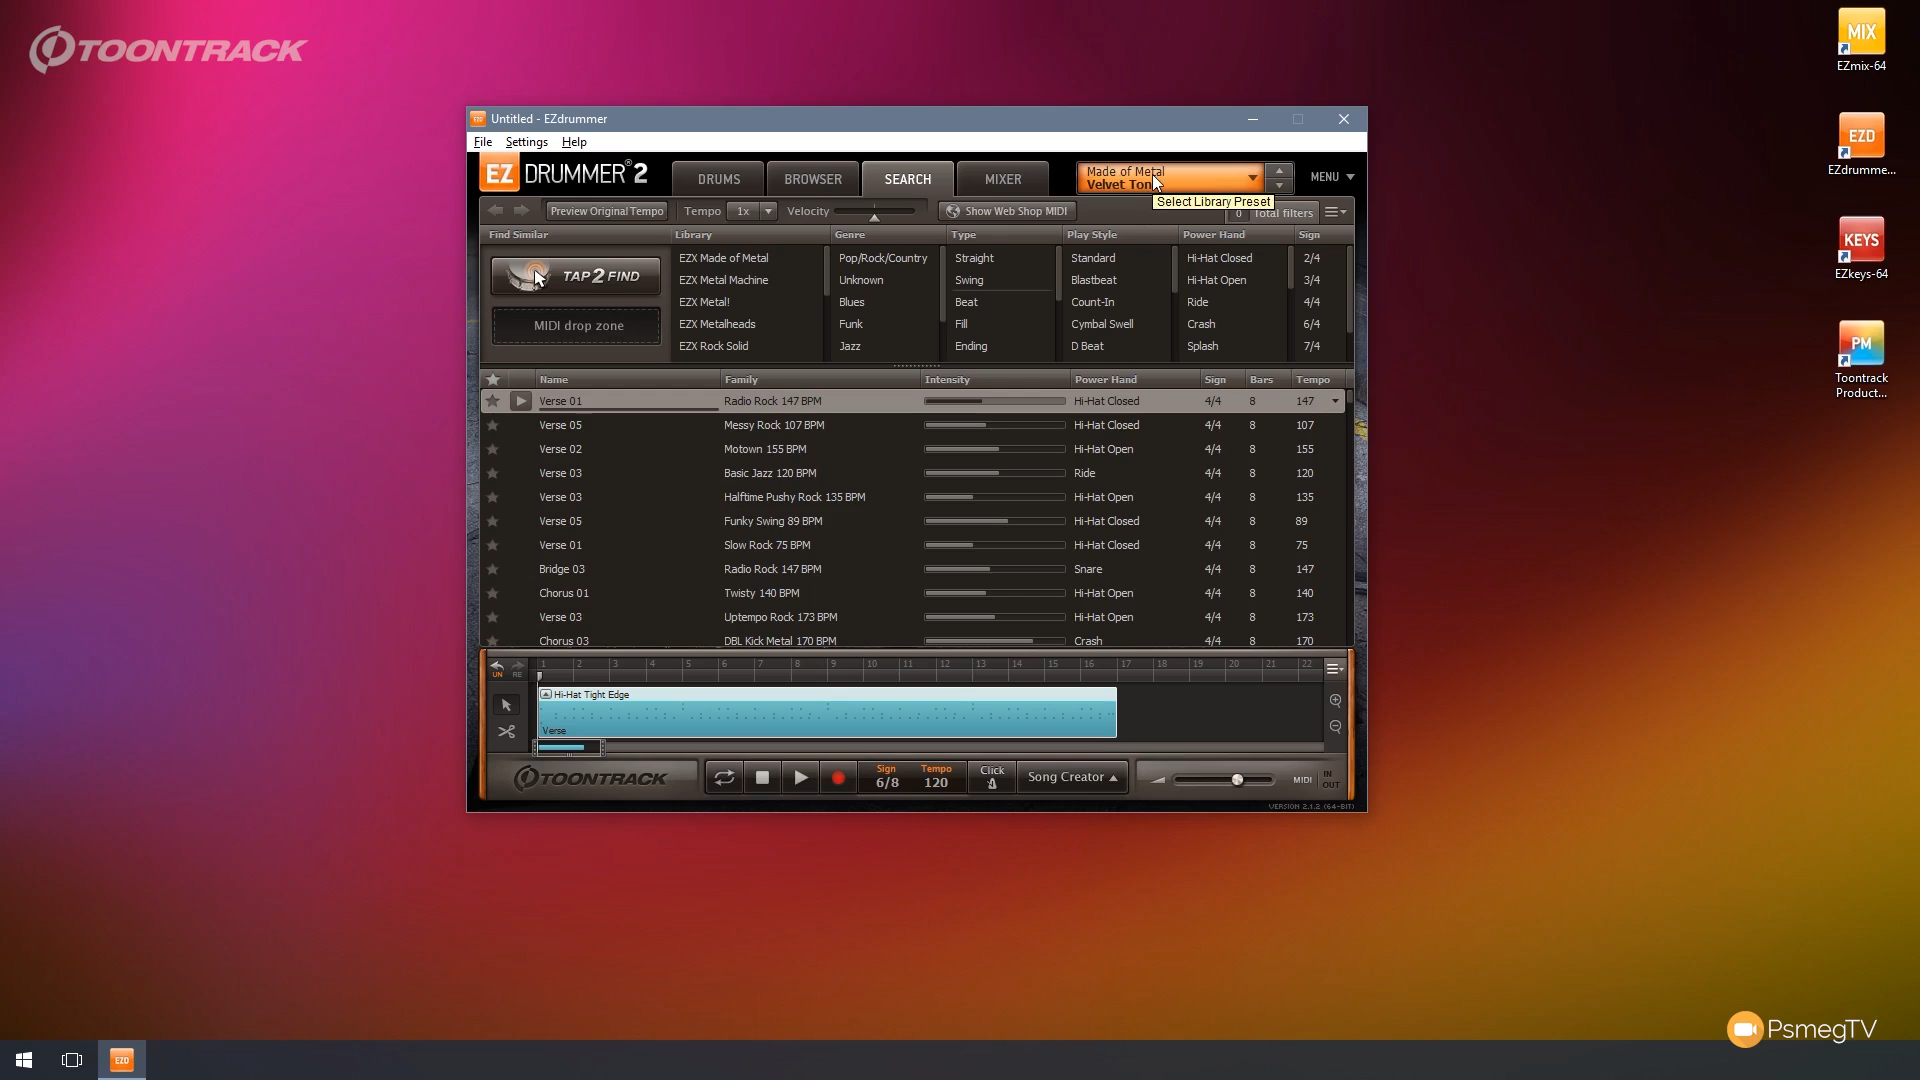 TOONTRACK
MIX
EZmix-64
EZD
EZdrumme...
KEYS
EZkeys-64
PM
Toontrack
Product...
Untitled - EZdrummer
File Settings Help
EZ DRUMMER® 2
DRUMS BROWSER SEARCH MIXER
Made of Metal
MENU
Velvet Ton
Select Library Preset
Preview Original Tempo Tempo 1x Velocity Show Web Shop MIDI 0 Total filters
Find Similar Library Genre Type Play Style Power Hand Sign
EZX Made of Metal Pop/Rock/Country Straight Standard Hi-Hat Closed 2/4
TAP 2 FIND
EZX Metal Machine Unknown Swing Blastbeat Hi-Hat Open 3/4
EZX Metal! Blues Beat Count-In Ride 4/4
MIDI drop zone EZX Metalheads Funk Fill Cymbal Swell Crash 6/4
EZX Rock Solid Jazz Ending D Beat Splash 7/4
Name Family Intensity Power Hand Sign Bars Tempo
Verse 01 Radio Rock 147 BPM Hi-Hat Closed 4/4 8 147
Verse 05 Messy Rock 107 BPM Hi-Hat Closed 4/4 8 107
Verse 02 Motown 155 BPM Hi-Hat Open 4/4 8 155
Verse 03 Basic Jazz 120 BPM Ride 4/4 8 120
Verse 03 Halftime Pushy Rock 135 BPM Hi-Hat Open 4/4 8 135
Verse 05 Funky Swing 89 BPM Hi-Hat Closed 4/4 8 89
Verse 01 Slow Rock 75 BPM Hi-Hat Closed 4/4 8 75
Bridge 03 Radio Rock 147 BPM Snare 4/4 8 147
Chorus 01 Twisty 140 BPM Hi-Hat Open 4/4 8 140
Verse 03 Uptempo Rock 173 BPM Hi-Hat Open 4/4 8 173
Chorus 03 DBL Kick Metal 170 BPM Crash 4/4 8 170
UN RE 1 2 3 4 5 6 7 8 9 10 11 12 13 14 15 16 17 18 19 20 21 22
Hi-Hat Tight Edge
Verse
TOONTRACK
Sign Tempo Click
6/8 120
Song Creator
MIDI IN
OUT
VERSION 2.1.2 (64-BIT)
EZD
PsmegTV